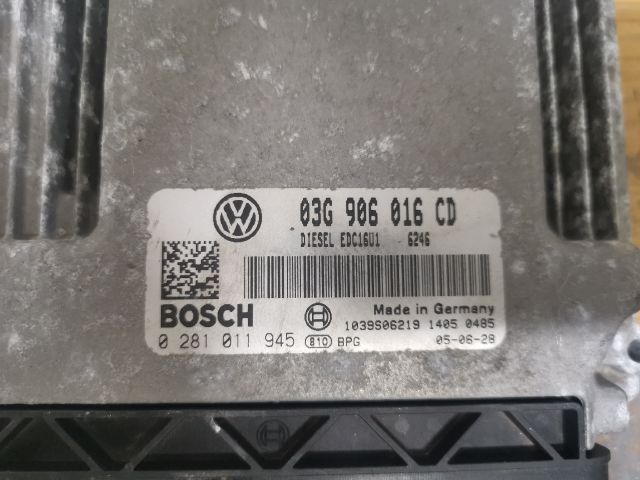 03G 906 016 CD
DIESEL EDC16U1 - 6246
BOSCH
Made in Germany
1039S06219 1405 0485
0 281 011 945 810 BPG 05-06-28